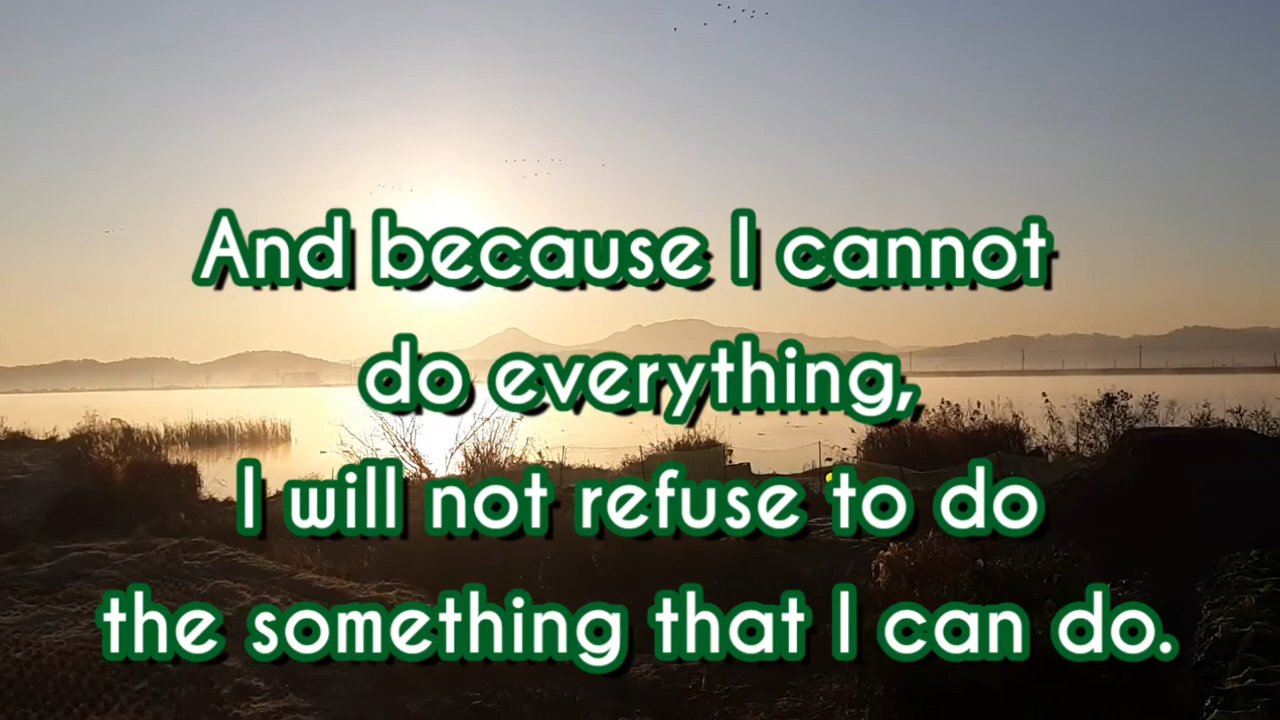 And because I cannot
do everything,
I will not refuse to do
the something that I can do.